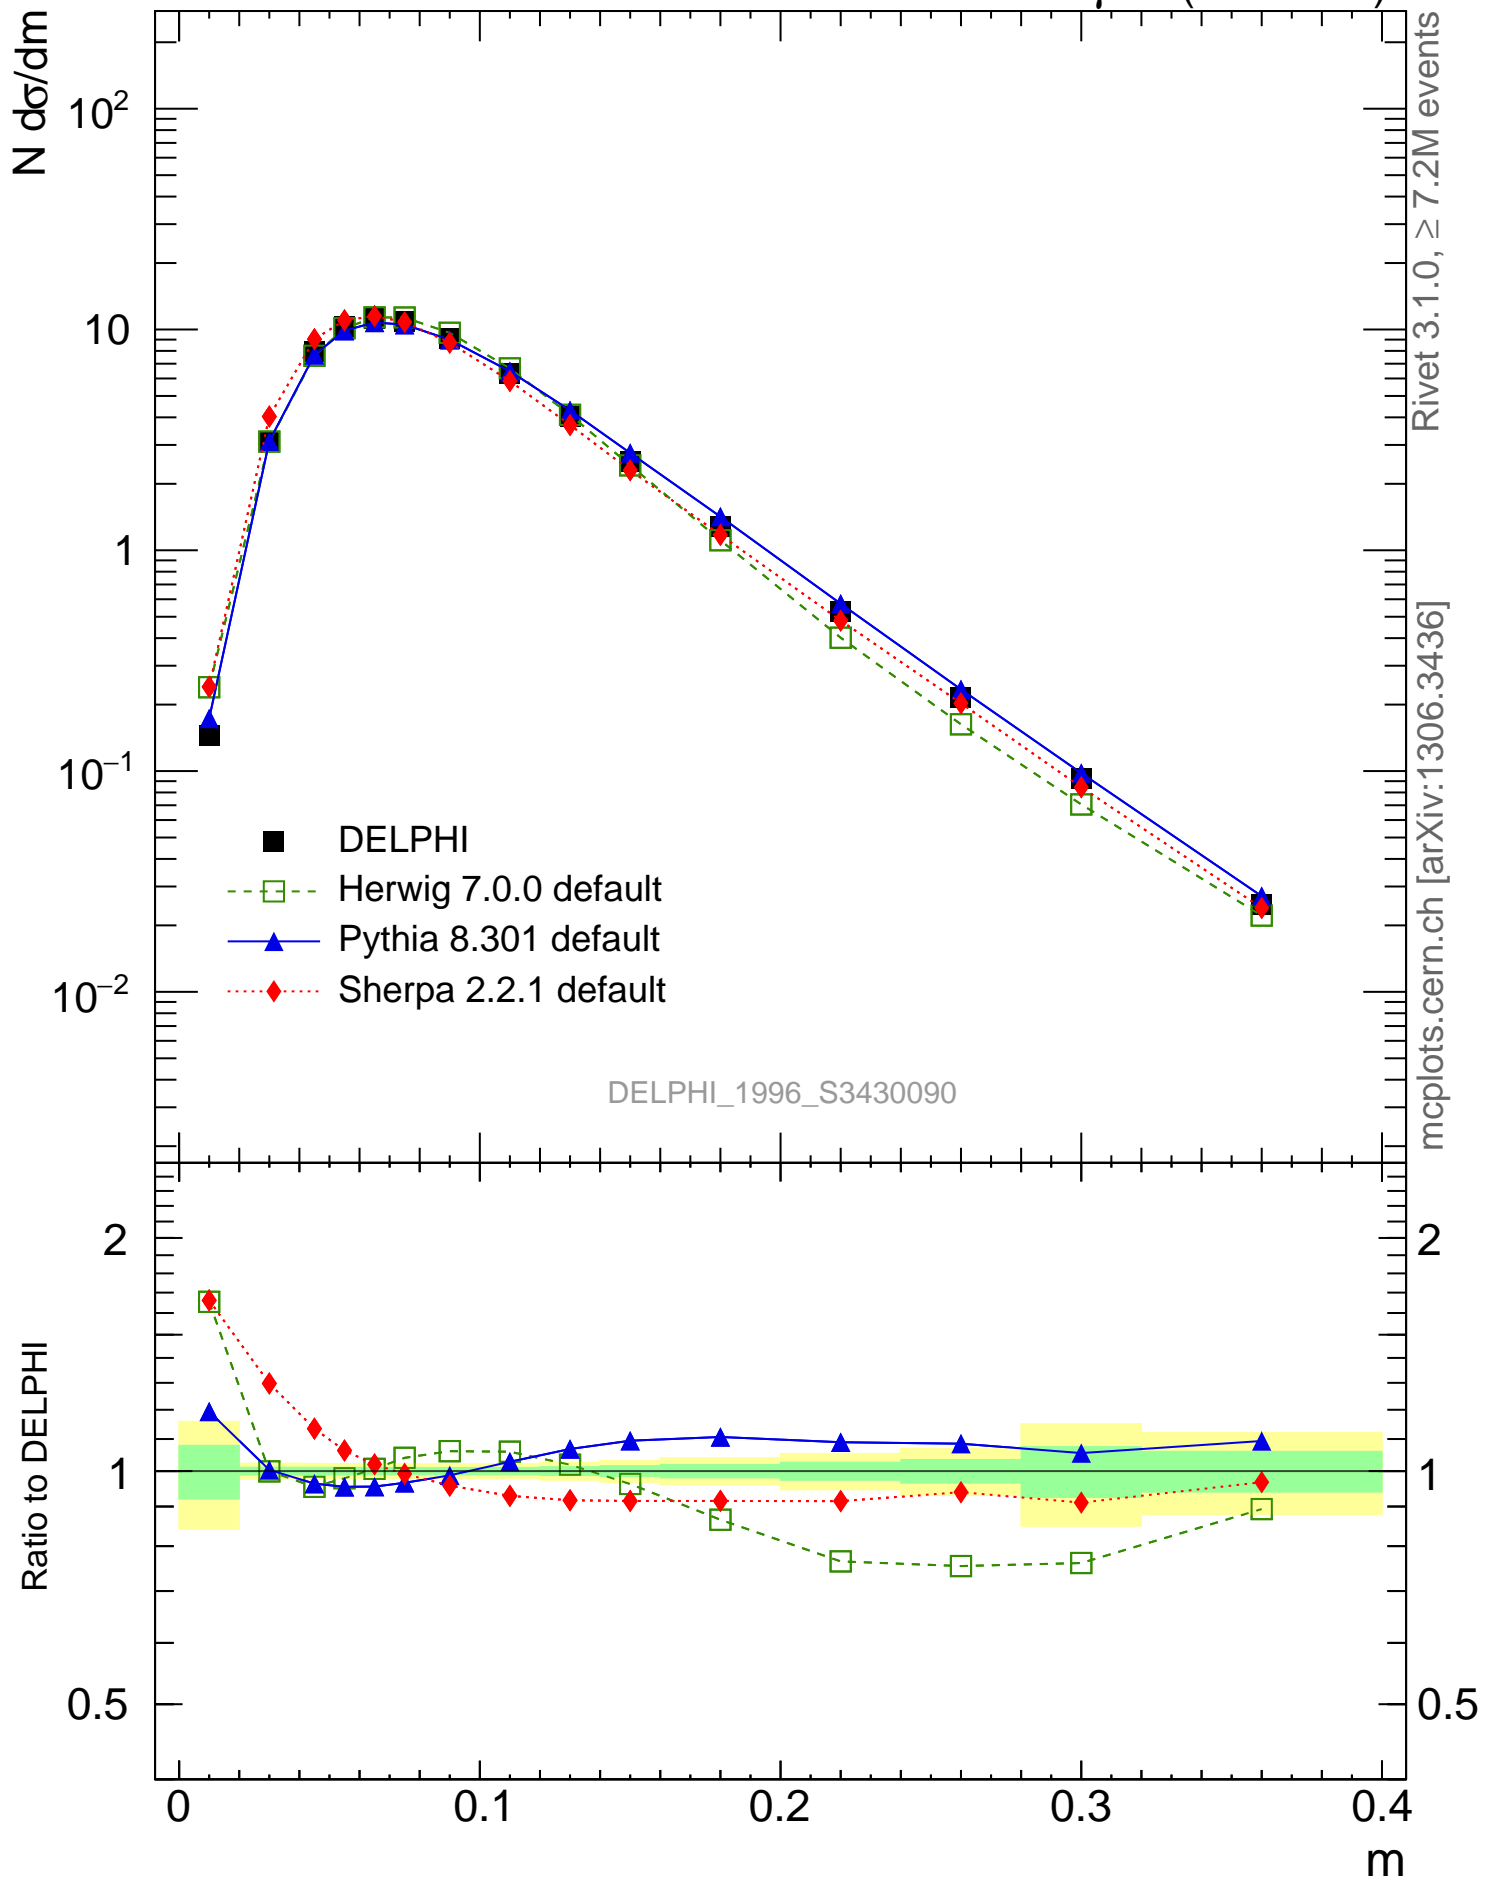 N dσ/dm
10²
10
1
10⁻¹
10⁻²
DELPHI
Herwig 7.0.0 default
Pythia 8.301 default
Sherpa 2.2.1 default
DELPHI_1996_S3430090
Rivet 3.1.0, ≥ 7.2M events
mcplots.cern.ch [arXiv:1306.3436]
Ratio to DELPHI
2
1
0.5
2
1
0.5
0 0.1 0.2 0.3 0.4
m